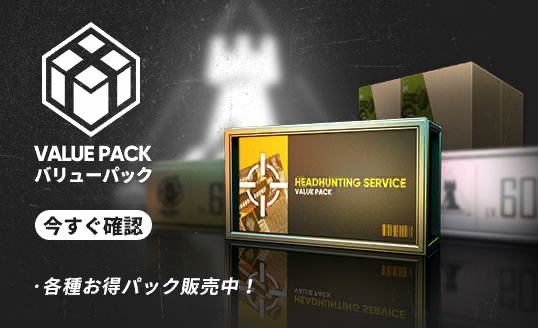 VALUE PACK
バリューパック
今すぐ確認
・各種お得パック販売中！
HEADHUNTING SERVICE
VALUE PACK
60